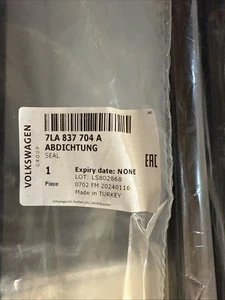 VOLKSWAGEN
GROUP
7LA 837 704 A
ABDICHTUNG
SEAL
1
Piece
Expiry date: NONE
LOT: LS802868
0702 FM 20240116
Made in TURKEY
EAC